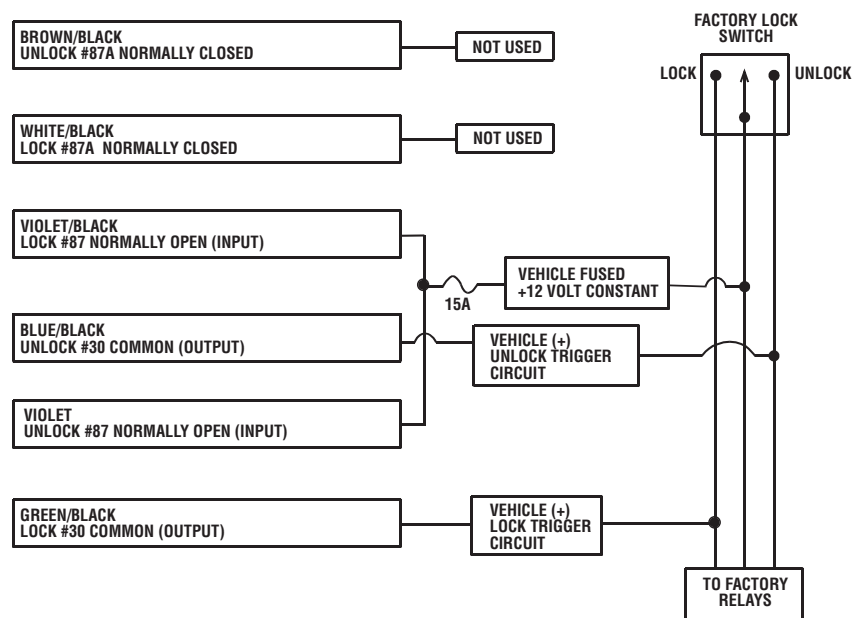 BROWN/BLACK
UNLOCK #87A NORMALLY CLOSED
NOT USED
FACTORY LOCK
SWITCH
LOCK
UNLOCK
WHITE/BLACK
LOCK #87A NORMALLY CLOSED
NOT USED
VIOLET/BLACK
LOCK #87 NORMALLY OPEN (INPUT)
15A
VEHICLE FUSED
+12 VOLT CONSTANT
BLUE/BLACK
UNLOCK #30 COMMON (OUTPUT)
VEHICLE (+)
UNLOCK TRIGGER
CIRCUIT
VIOLET
UNLOCK #87 NORMALLY OPEN (INPUT)
GREEN/BLACK
LOCK #30 COMMON (OUTPUT)
VEHICLE (+)
LOCK TRIGGER
CIRCUIT
TO FACTORY
RELAYS